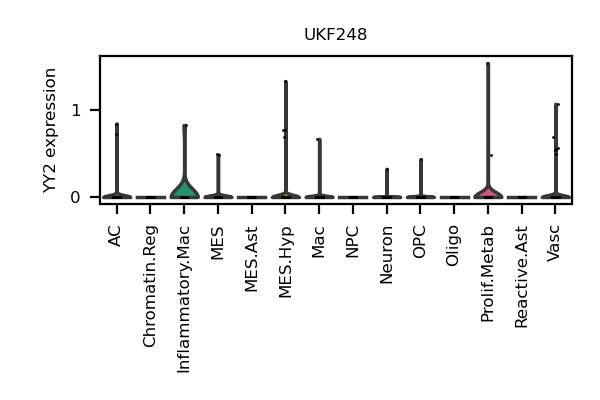 UKF248
YY2 expression
1
0
AC
Chromatin.Reg
Inflammatory.Mac
MES
MES.Ast
MES.Hyp
Mac
NPC
Neuron
OPC
Oligo
Prolif.Metab
Reactive.Ast
Vasc